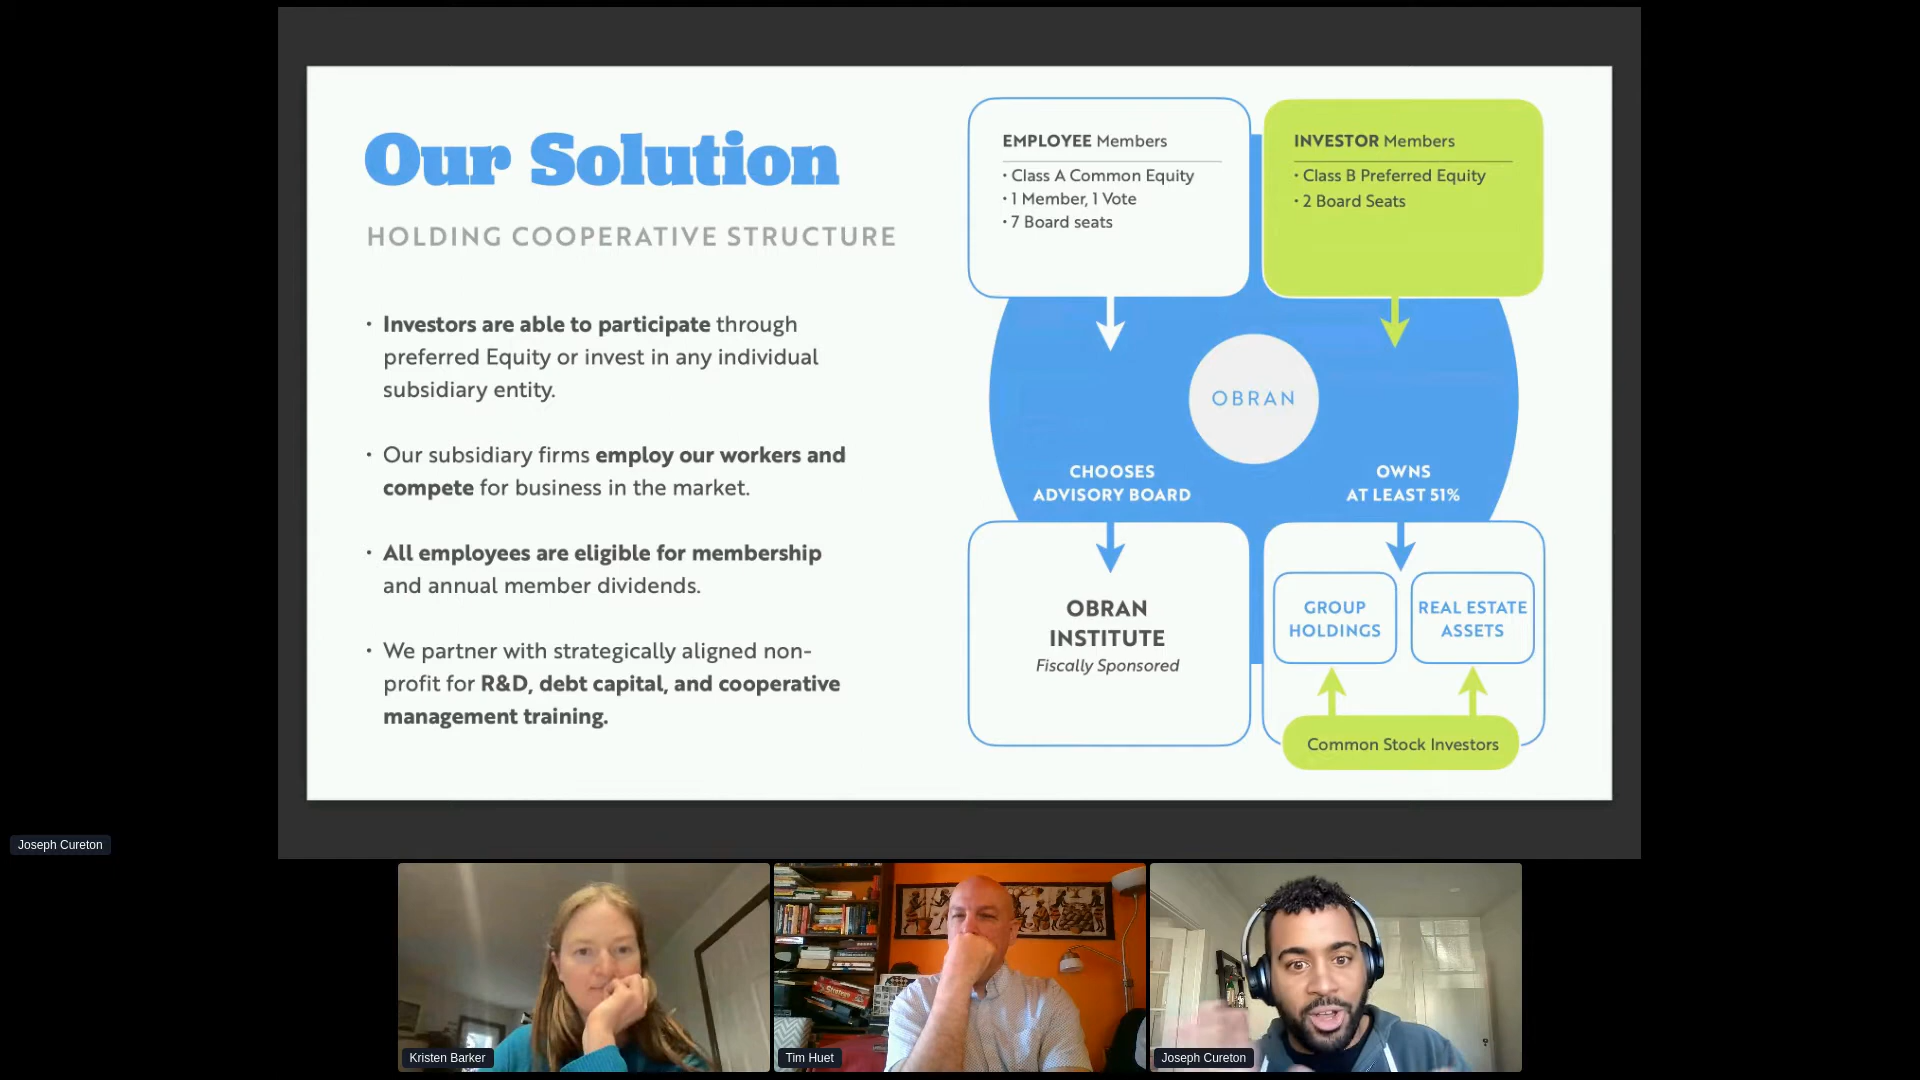 Our Solution
HOLDING COOPERATIVE STRUCTURE
• Investors are able to participate through
preferred Equity or invest in any individual
subsidiary entity.
• Our subsidiary firms employ our workers and
compete for business in the market.
• All employees are eligible for membership
and annual member dividends.
• We partner with strategically aligned non-
profit for R&D, debt capital, and cooperative
management training.
EMPLOYEE Members
• Class A Common Equity
• 1 Member, 1 Vote
• 7 Board seats
INVESTOR Members
• Class B Preferred Equity
• 2 Board Seats
OBRAN
CHOOSES
ADVISORY BOARD
OWNS
AT LEAST 51%
OBRAN
INSTITUTE
Fiscally Sponsored
GROUP
HOLDINGS
REAL ESTATE
ASSETS
Common Stock Investors
Joseph Cureton
Kristen Barker
Stratego
Tim Huet
Joseph Cureton